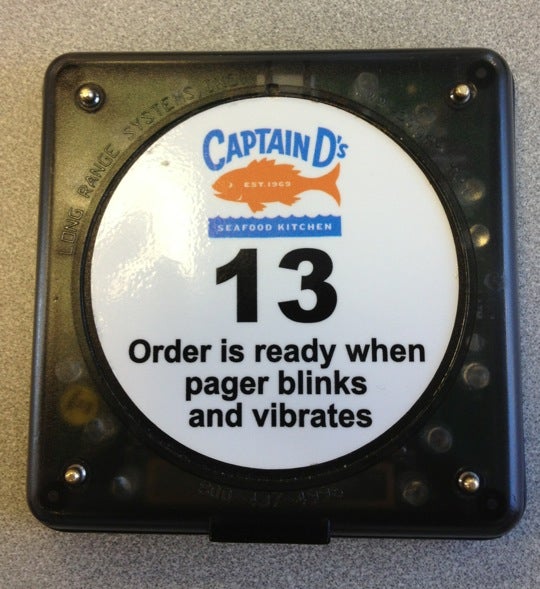 LONG RANGE SYSTEMS
CAPTAIN D's
EST. 1969
SEAFOOD KITCHEN
13
Order is ready when
pager blinks
and vibrates